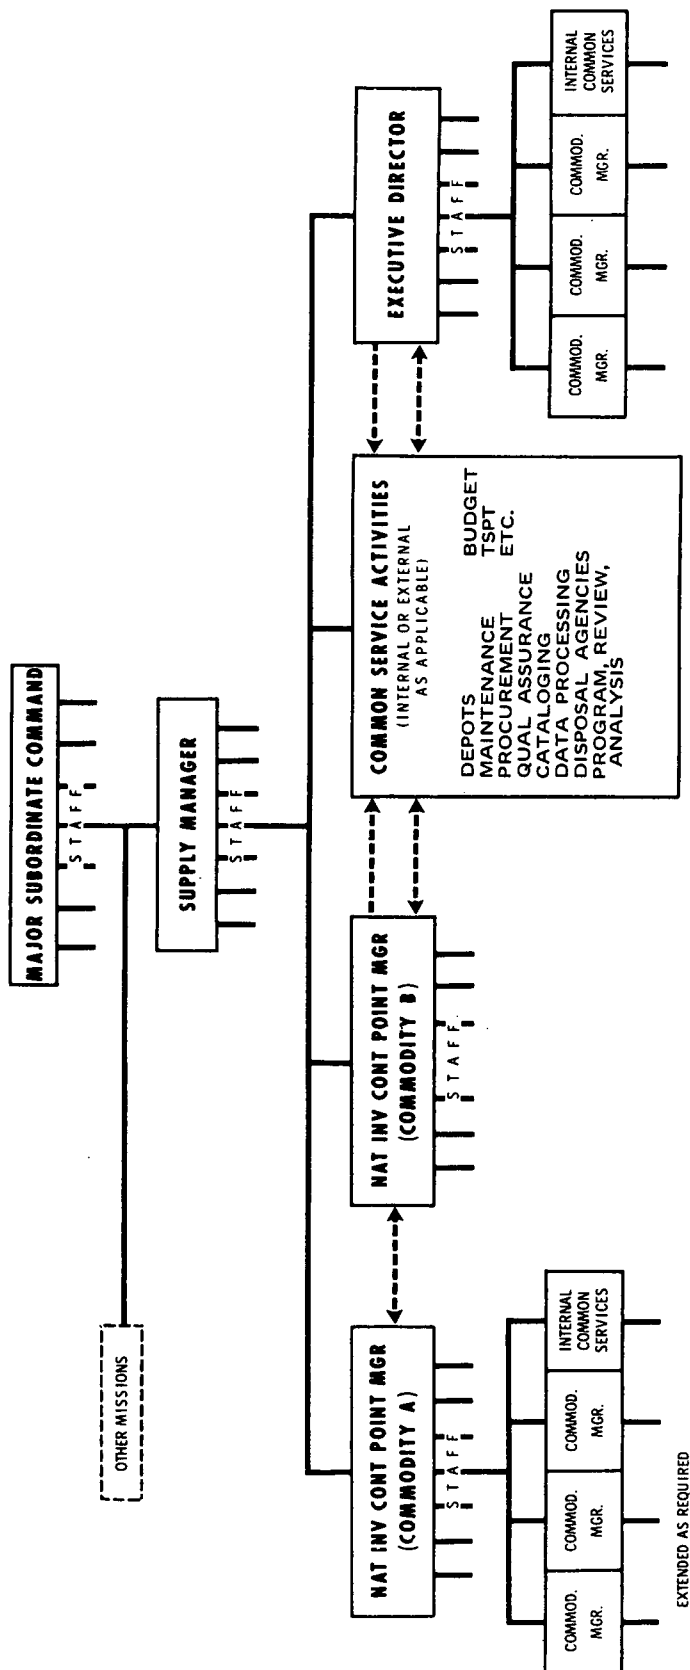 MAJOR SUBORDINATE COMMAND
STAFF
OTHER MISSIONS
SUPPLY MANAGER
STAFF
NAT INV CONT POINT MGR
(COMMODITY A)
STAFF
NAT INV CONT POINT MGR
(COMMODITY B)
STAFF
COMMON SERVICE ACTIVITIES
(INTERNAL OR EXTERNAL
AS APPLICABLE)
DEPOTS
MAINTENANCE
PROCUREMENT
QUAL ASSURANCE
CATALOGING
DATA PROCESSING
DISPOSAL AGENCIES
PROGRAM, REVIEW,
ANALYSIS
BUDGET
TSPT
ETC.
EXECUTIVE DIRECTOR
STAFF
COMMOD.
MGR.
COMMOD.
MGR.
COMMOD.
MGR.
INTERNAL
COMMON
SERVICES
COMMOD.
MGR.
COMMOD.
MGR.
COMMOD.
MGR.
INTERNAL
COMMON
SERVICES
EXTENDED AS REQUIRED